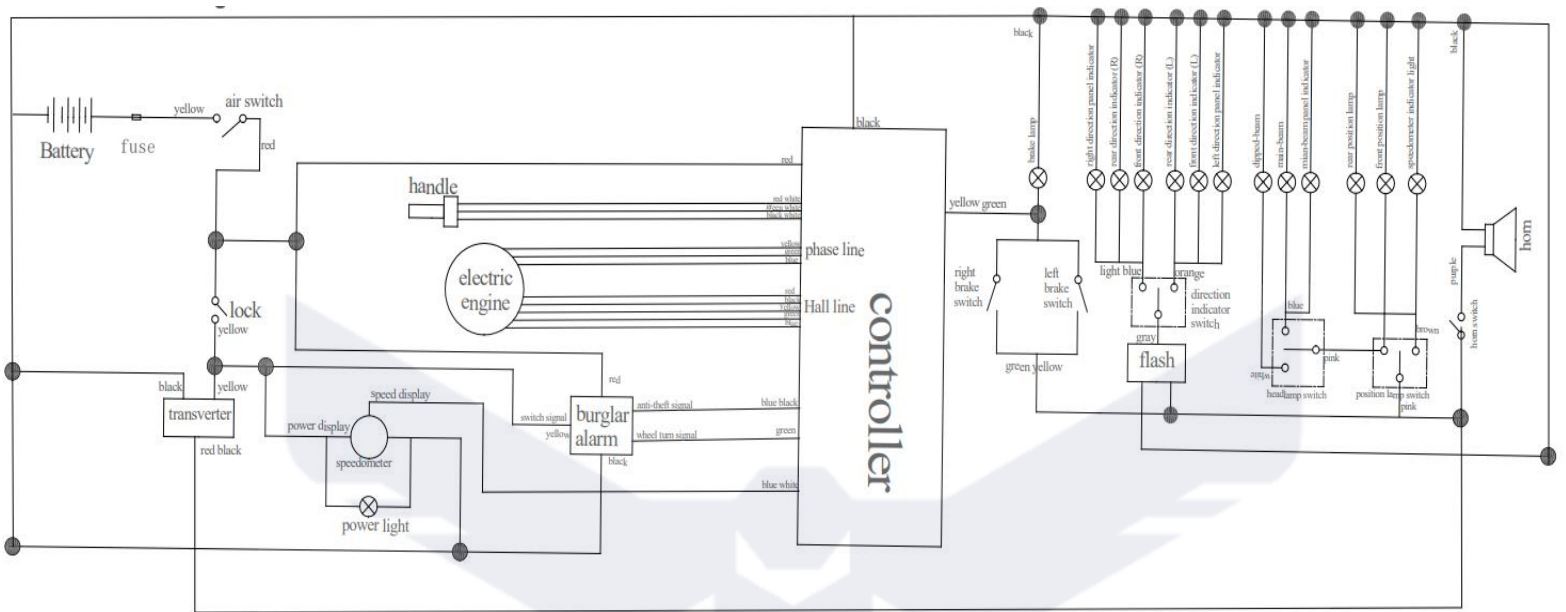 Battery
fuse
yellow
air switch
red
lock
yellow
black
yellow
transverter
red black
handle
electric
engine
speed display
power display
speedometer
power light
switch signal
yellow
red
burglar
alarm
black
anti-theft signal
wheel turn signal
black
red
red white
green white
black white
yellow
green
blue
phase line
red
black
yellow
green
blue
Hall line
blue black
green
blue white
controller
yellow green
black
brake lamp
right
brake
switch
left
brake
switch
green yellow
right direction panel indicator
rear direction indicator (R)
front direction indicator (R)
rear direction indicator (L)
front direction indicator (L)
left direction panel indicator
light blue
orange
direction
indicator
switch
gray
flash
dipped-beam
main-beam
mian-beam panel indicator
blue
white
pink
headlamp switch
rear position lamp
front position lamp
speedometer indicator light
brown
position lamp switch
pink
black
purple
horn
horn switch